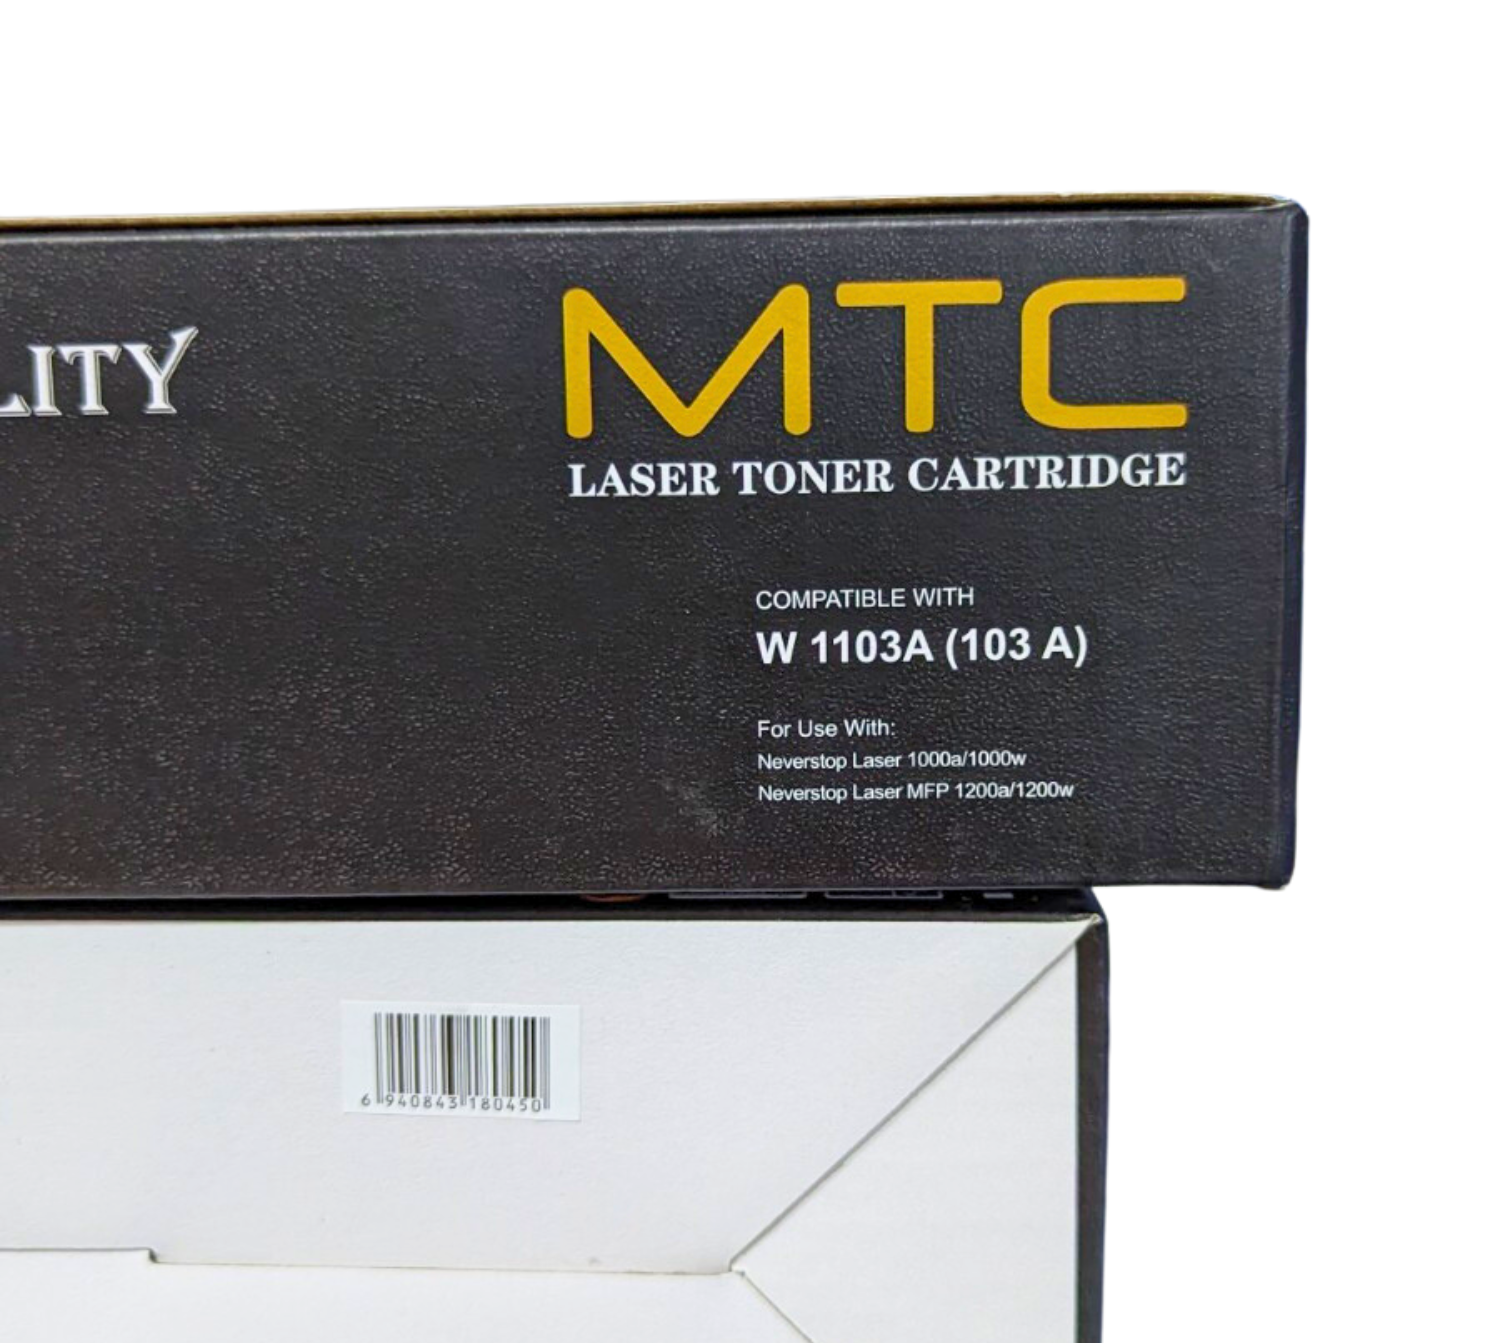 LITY
MTC
LASER TONER CARTRIDGE
COMPATIBLE WITH
W 1103A (103 A)
For Use With:
Neverstop Laser 1000a/1000w
Neverstop Laser MFP 1200a/1200w
6 940843 180450